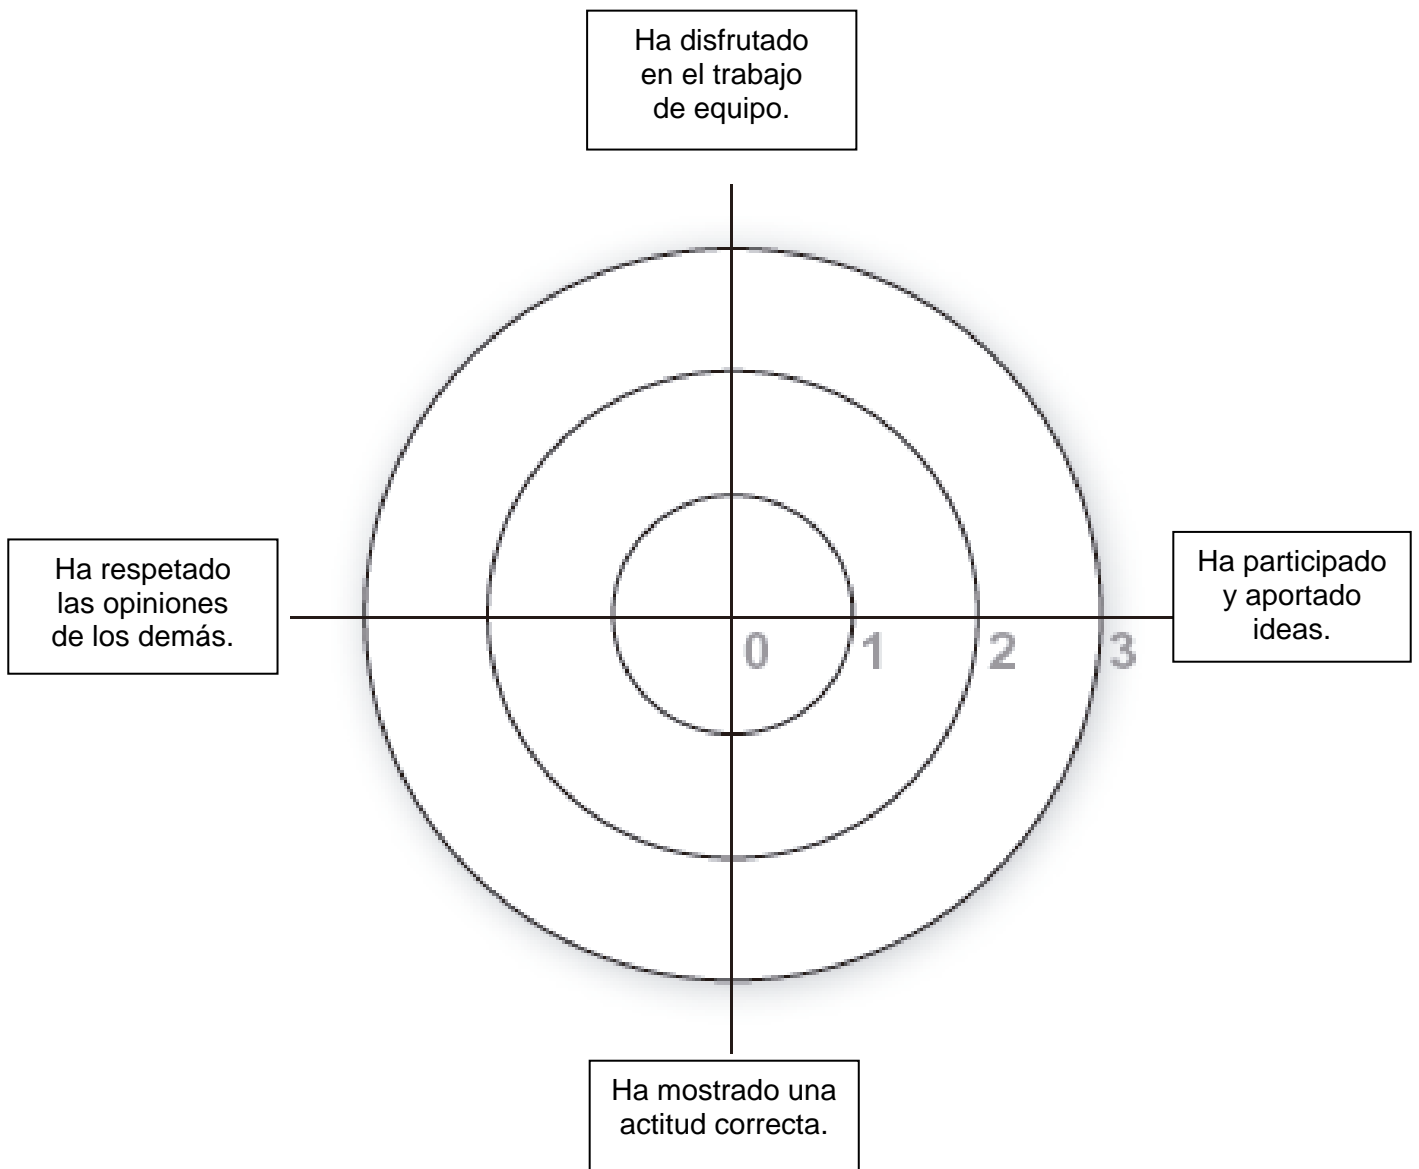 Ha disfrutado
en el trabajo
de equipo.
Ha respetado
las opiniones
de los demás.
Ha participado
y aportado
ideas.
0 1 2 3
Ha mostrado una
actitud correcta.